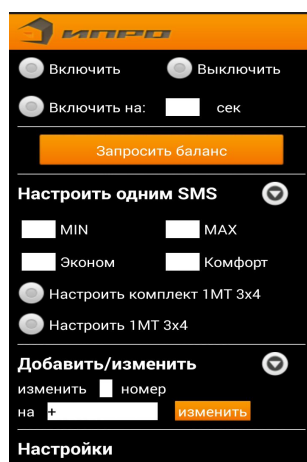 ИПРО
Включить Выключить
Включить на: сек
Запросить баланс
Настроить одним SMS
MIN MAX
Эконом Комфорт
Настроить комплект 1МТ 3х4
Настроить 1МТ 3х4
Добавить/изменить
изменить номер
на + изменить
Настройки